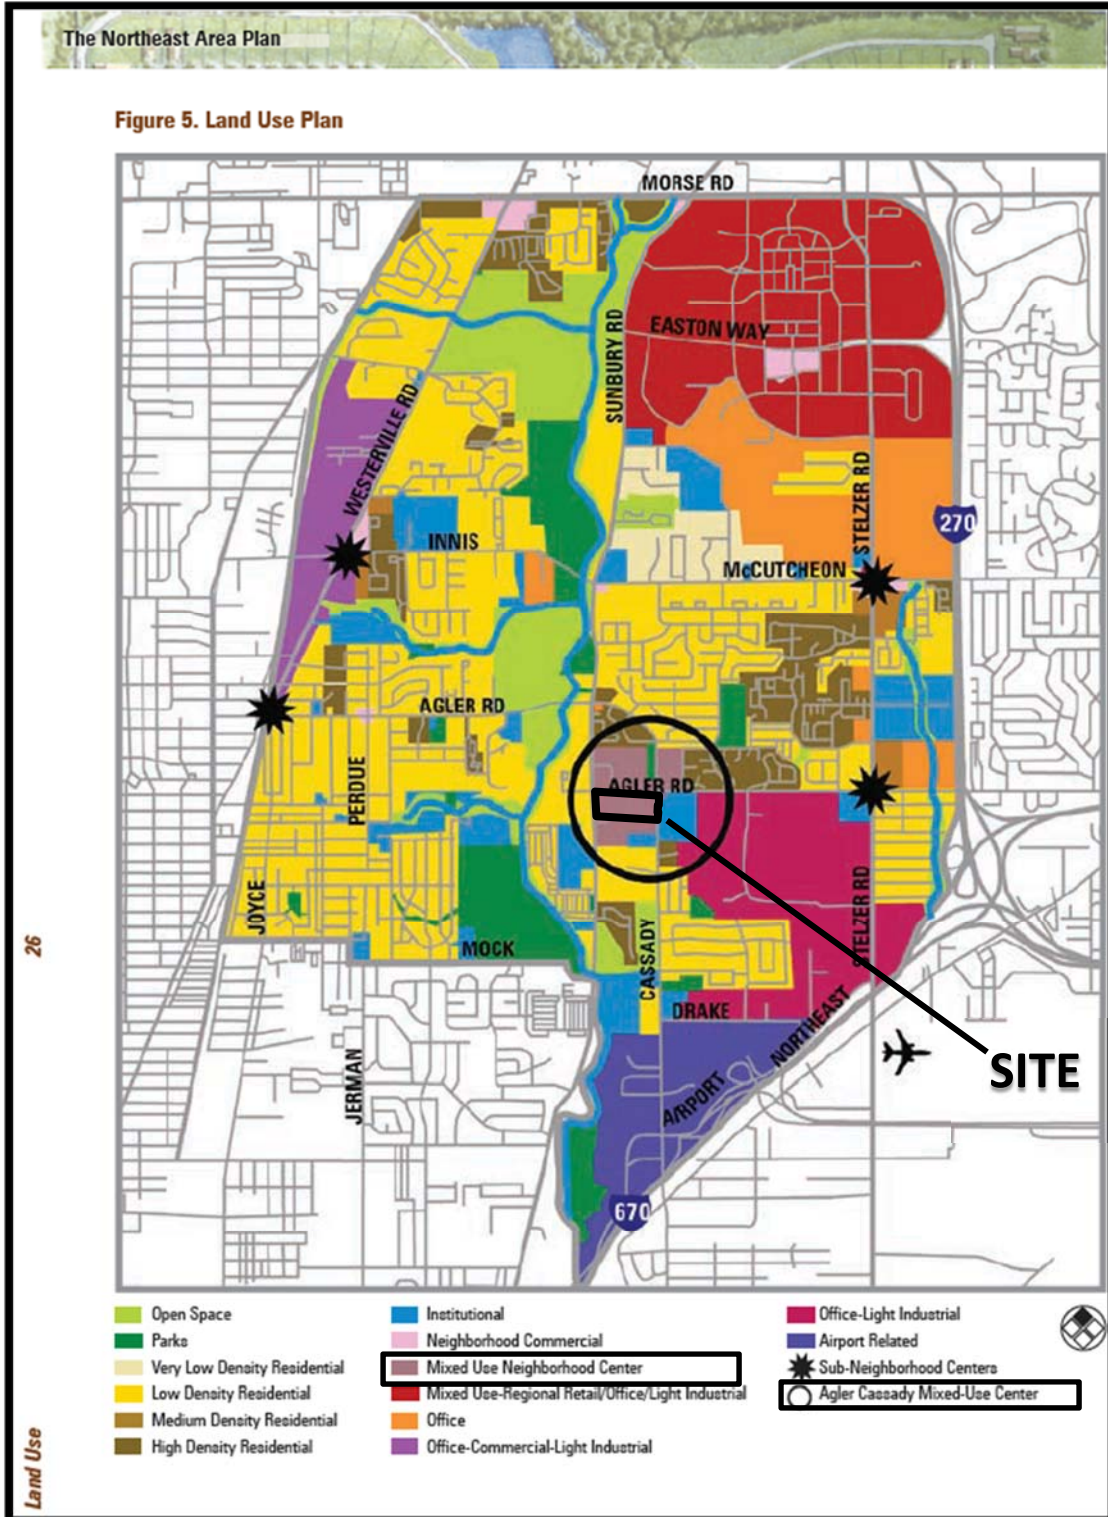 The Northeast Area Plan
Figure 5. Land Use Plan
MORSE RD
EASTON WAY
SUNBURY RD
WESTERVILLE RD
STELZER RD
270
INNIS
McCUTCHEON
AGLER RD
AGLER RD
PERDUE
JOYCE
STELZER RD
CASSADY
MOCK
DRAKE
NORTHEAST
AIRPORT
SITE
JERMAN
670
26
Land Use
Open Space
Parks
Very Low Density Residential
Low Density Residential
Medium Density Residential
High Density Residential
Institutional
Neighborhood Commercial
Mixed Use Neighborhood Center
Mixed Use-Regional Retail/Office/Light Industrial
Office
Office-Commercial-Light Industrial
Office-Light Industrial
Airport Related
Sub-Neighborhood Centers
Agler Cassady Mixed-Use Center